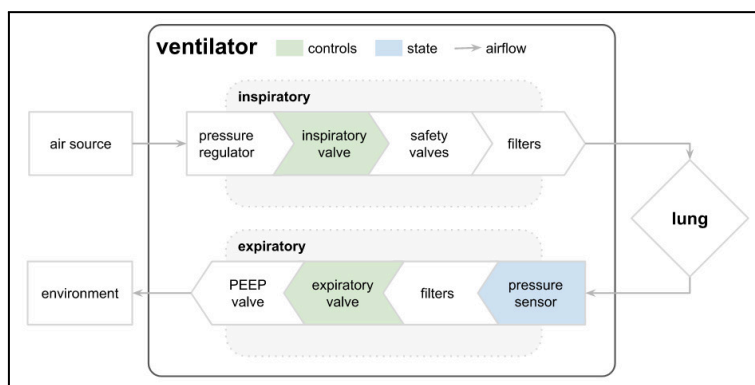 ventilator
controls
state
airflow
inspiratory
air source
pressure
regulator
inspiratory
valve
safety
valves
filters
lung
expiratory
environment
PEEP
valve
expiratory
valve
filters
pressure
sensor